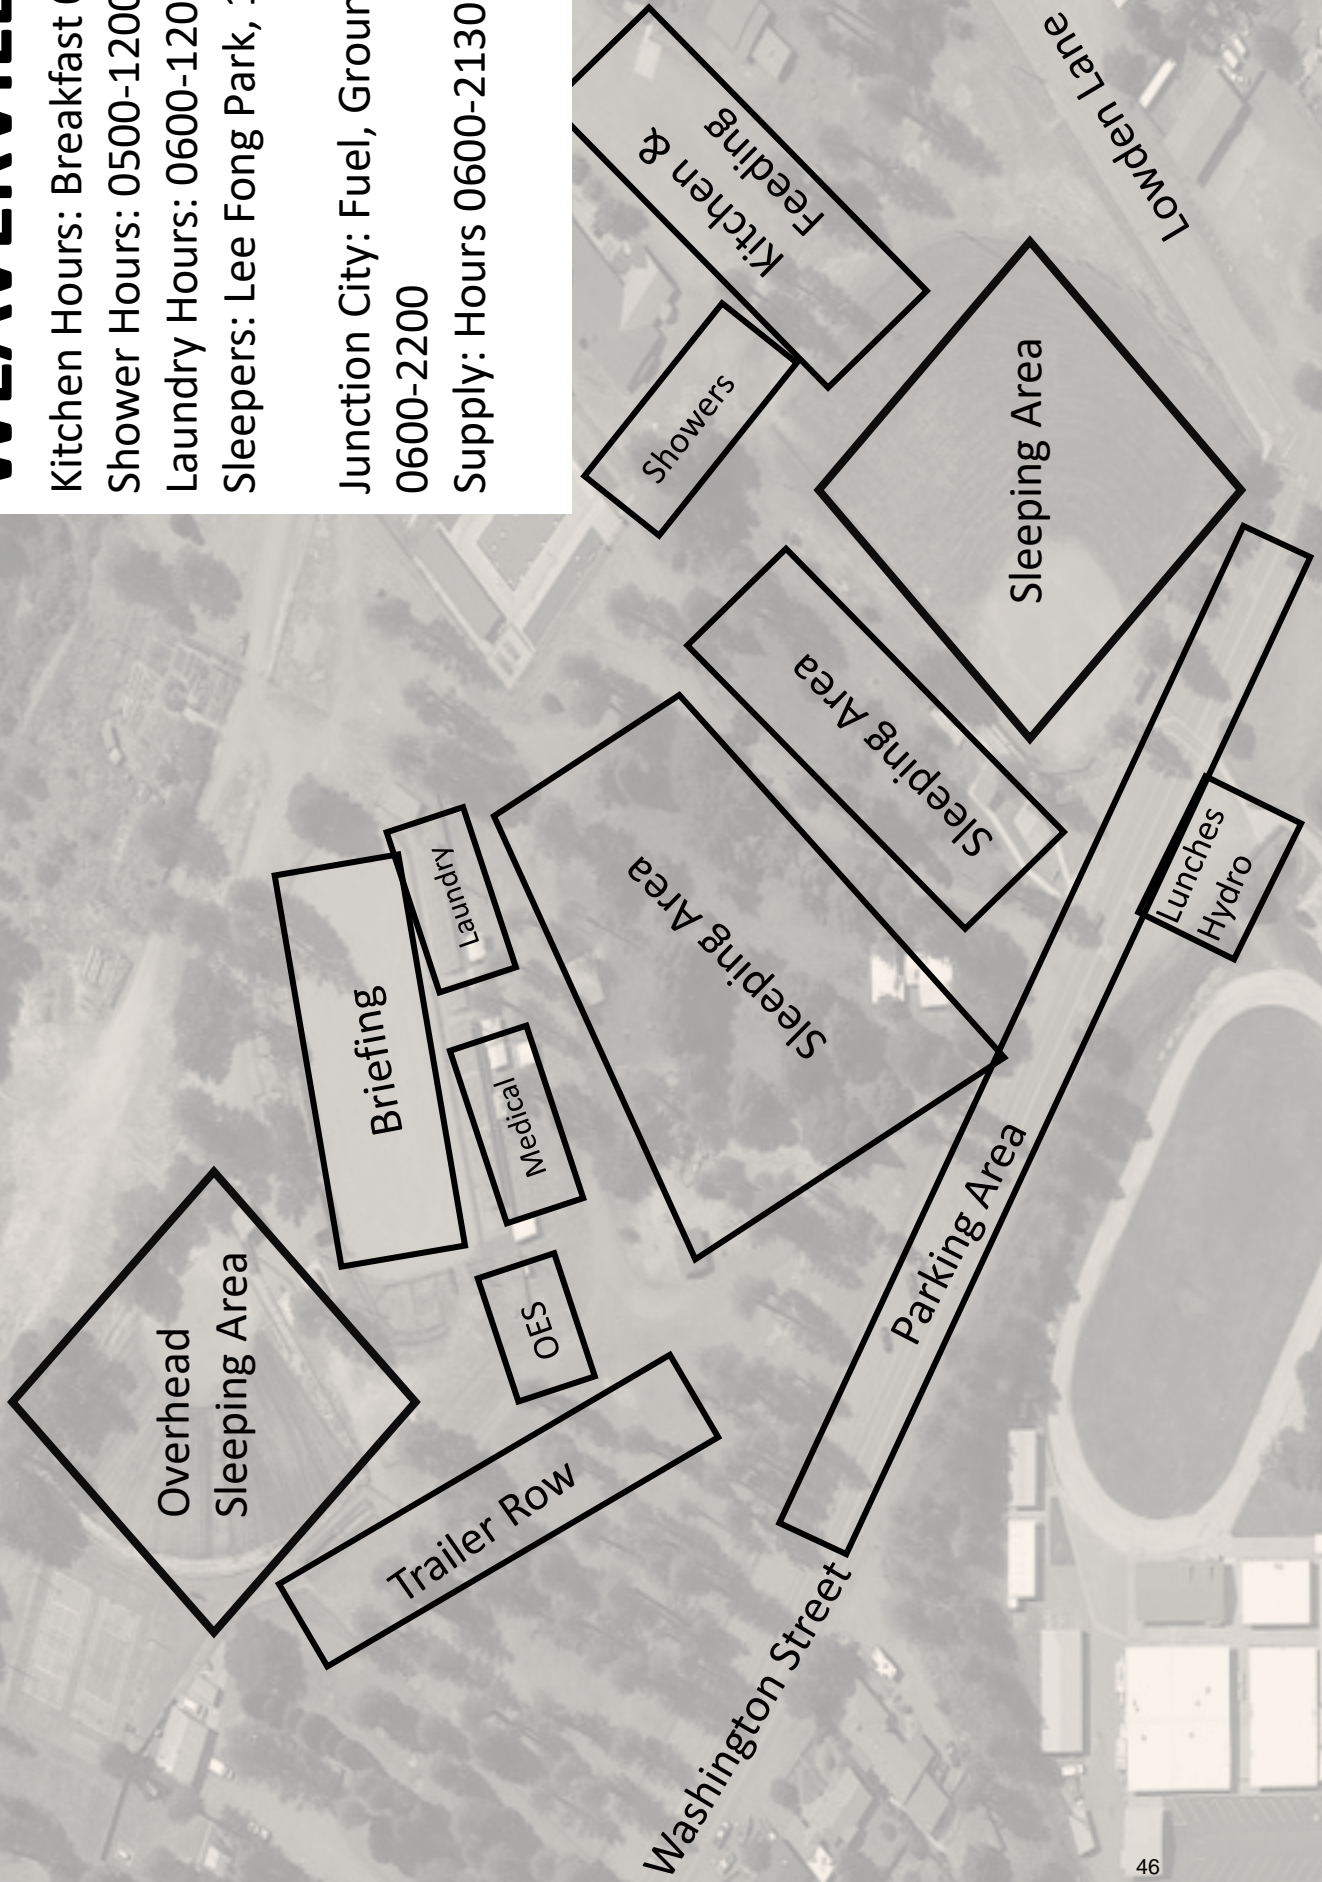 Kitchen Hours: Breakfast
Shower Hours: 0500-1200
Laundry Hours: 0600-120
Sleepers: Lee Fong Park,
Junction City: Fuel,
0600-2200
Supply: Hours 0600-2130
Kitchen &
Feeding
Lowden Lane
Showers
Sleeping Area
Sleeping Area
Sleeping Area
Laundry
Briefing
Medical
OES
Overhead
Sleeping Area
Trailer Row
Parking Area
Lunches
Hydro
Washington Street
46